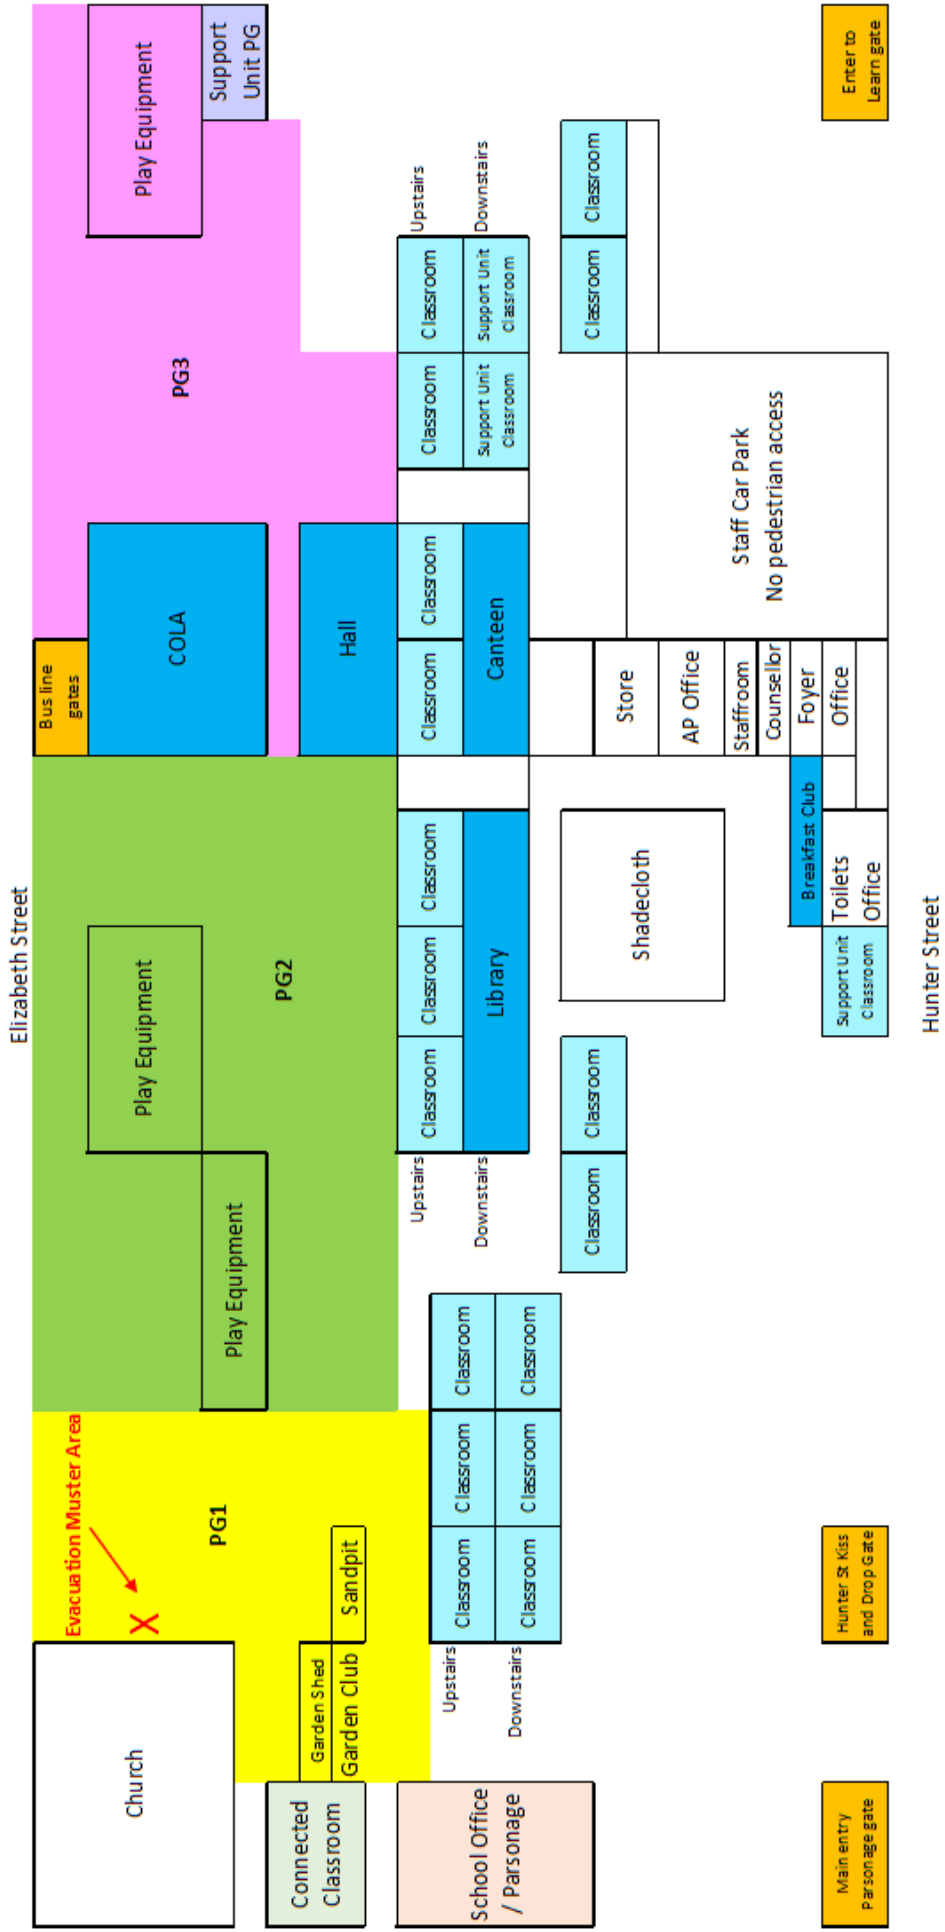 Elizabeth Street
Church
Evacuation Muster Area
X
Bus line
gates
Play Equipment
COLA
Play Equipment
PG1
Play Equipment
PG2
PG3
Support
Unit PG
Connected
Classroom
Garden Shed
Garden Club
Sandpit
Hall
School Office
/ Parsonage
Upstairs
Classroom
Classroom
Classroom
Downstairs
Classroom
Classroom
Classroom
Upstairs
Classroom
Classroom
Classroom
Classroom
Classroom
Classroom
Classroom
Upstairs
Downstairs
Library
Canteen
Support Unit
Classroom
Support Unit
Classroom
Downstairs
Classroom
Classroom
Shadecloth
Classroom
Classroom
Store
AP Office
Staffroom
Counsellor
Breakfast Club
Foyer
Staff Car Park
No pedestrian access
Main entry
Parsonage gate
Hunter St Kiss
and Drop Gate
Support Unit
Classroom
Toilets
Office
Office
Enter to
Learn gate
Hunter Street